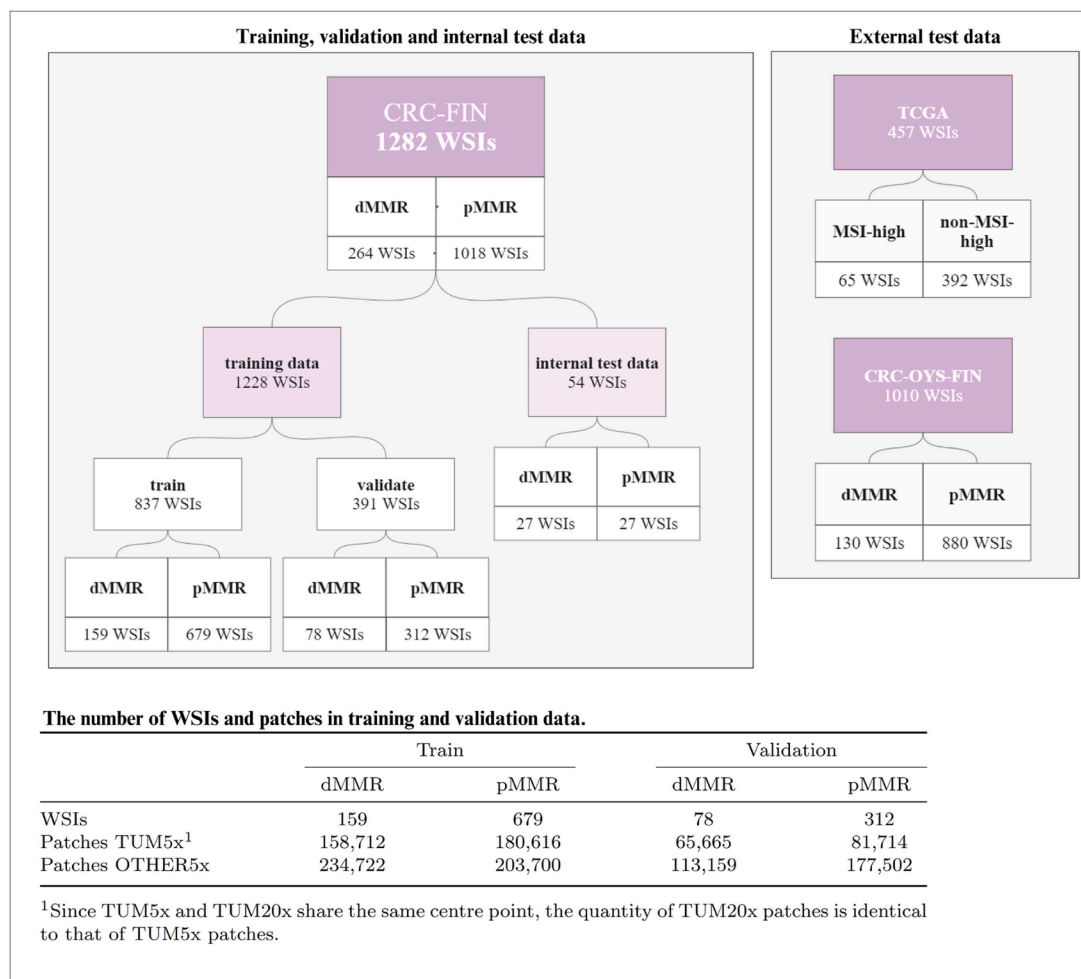 Training, validation and internal test data
CRC-FIN
1282 WSIs
dMMR pMMR
264 WSIs 1018 WSIs
training data
1228 WSIs
internal test data
54 WSIs
train
837 WSIs
validate
391 WSIs
dMMR pMMR
27 WSIs 27 WSIs
dMMR pMMR
159 WSIs 679 WSIs
dMMR pMMR
78 WSIs 312 WSIs
External test data
TCGA
457 WSIs
MSI-high non-MSI-
high
65 WSIs 392 WSIs
CRC-OYS-FIN
1010 WSIs
dMMR pMMR
130 WSIs 880 WSIs
The number of WSIs and patches in training and validation data.
Train Validation
dMMR pMMR dMMR pMMR
WSIs 159 679 78 312
Patches TUM5x¹ 158,712 180,616 65,665 81,714
Patches OTHER5x 234,722 203,700 113,159 177,502
¹Since TUM5x and TUM20x share the same centre point, the quantity of TUM20x patches is identical
to that of TUM5x patches.